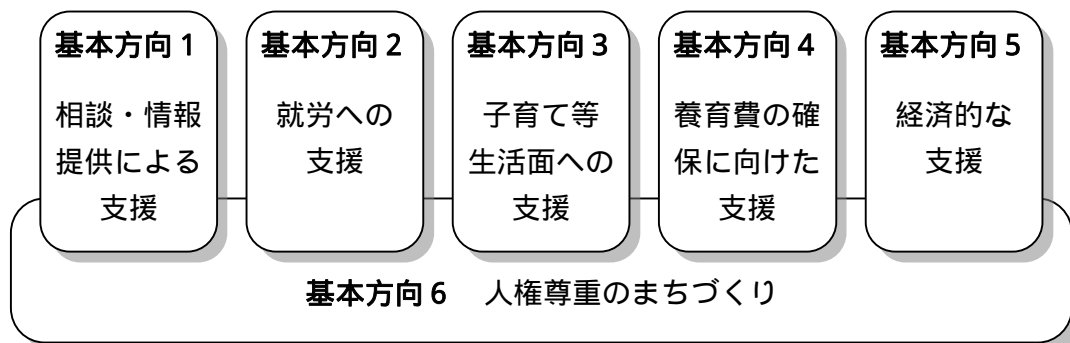 基本方向1
相談・情報
提供による
支援
基本方向2
就労への
支援
基本方向3
子育て等
生活面への
支援
基本方向4
養育費の確
保に向けた
支援
基本方向5
経済的な
支援
基本方向6 人権尊重のまちづくり